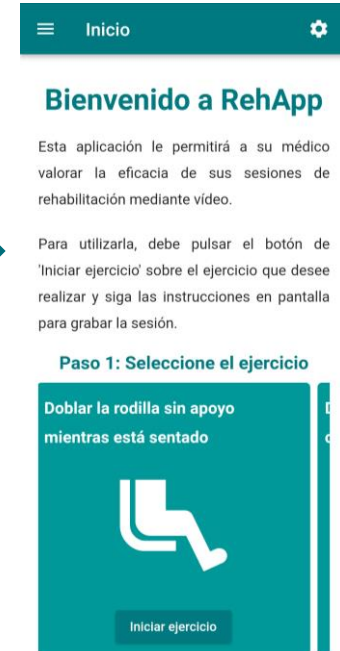 Inicio
Bienvenido a RehApp
Esta aplicación le permitirá a su médico
valorar la eficacia de sus sesiones de
rehabilitación mediante vídeo.
Para utilizarla, debe pulsar el botón de
'Iniciar ejercicio' sobre el ejercicio que desee
realizar y siga las instrucciones en pantalla
para grabar la sesión.
Paso 1: Seleccione el ejercicio
Doblar la rodilla sin apoyo
mientras está sentado
Iniciar ejercicio